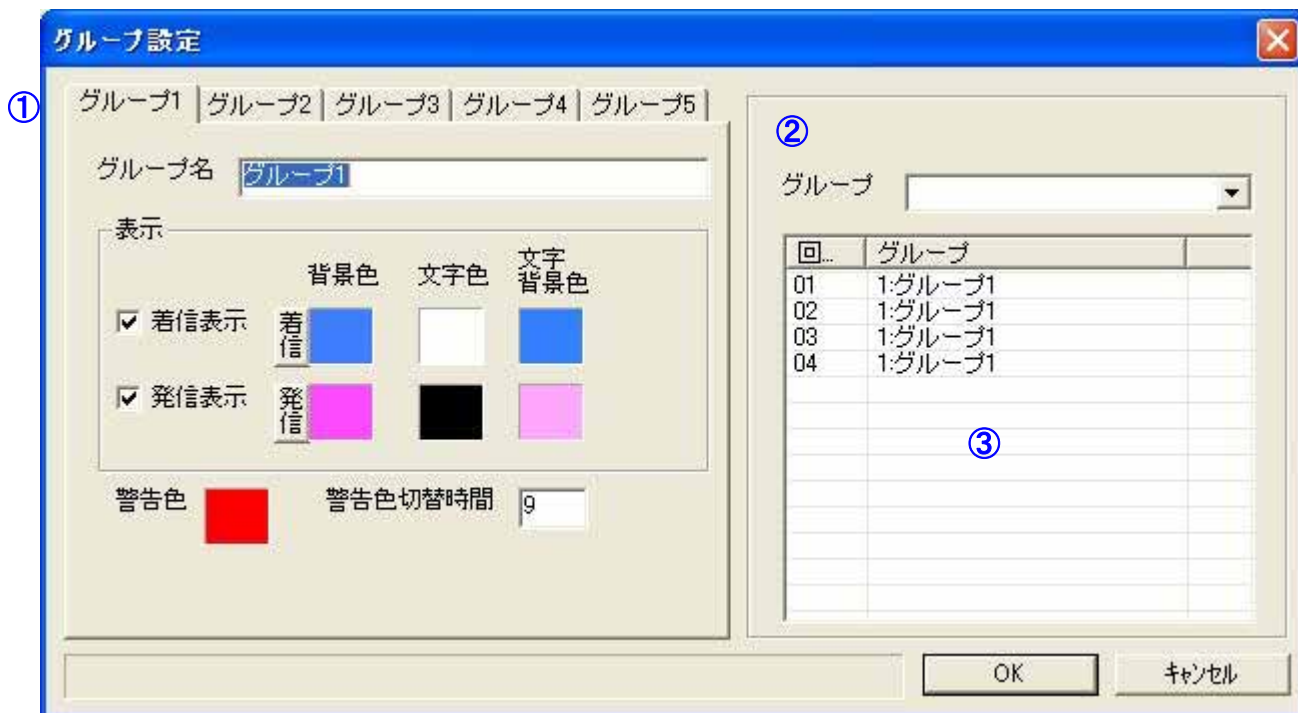 グループ設定
① グループ1 グループ2 グループ3 グループ4 グループ5
グループ名 グループ1
表示
背景色 文字色 文字背景色
着信表示 着信
発信表示 発信
警告色 警告色切替時間 9
②
グループ
回... グループ
01 1:グループ1
02 1:グループ1
03 1:グループ1
04 1:グループ1
③
OK キャンセル